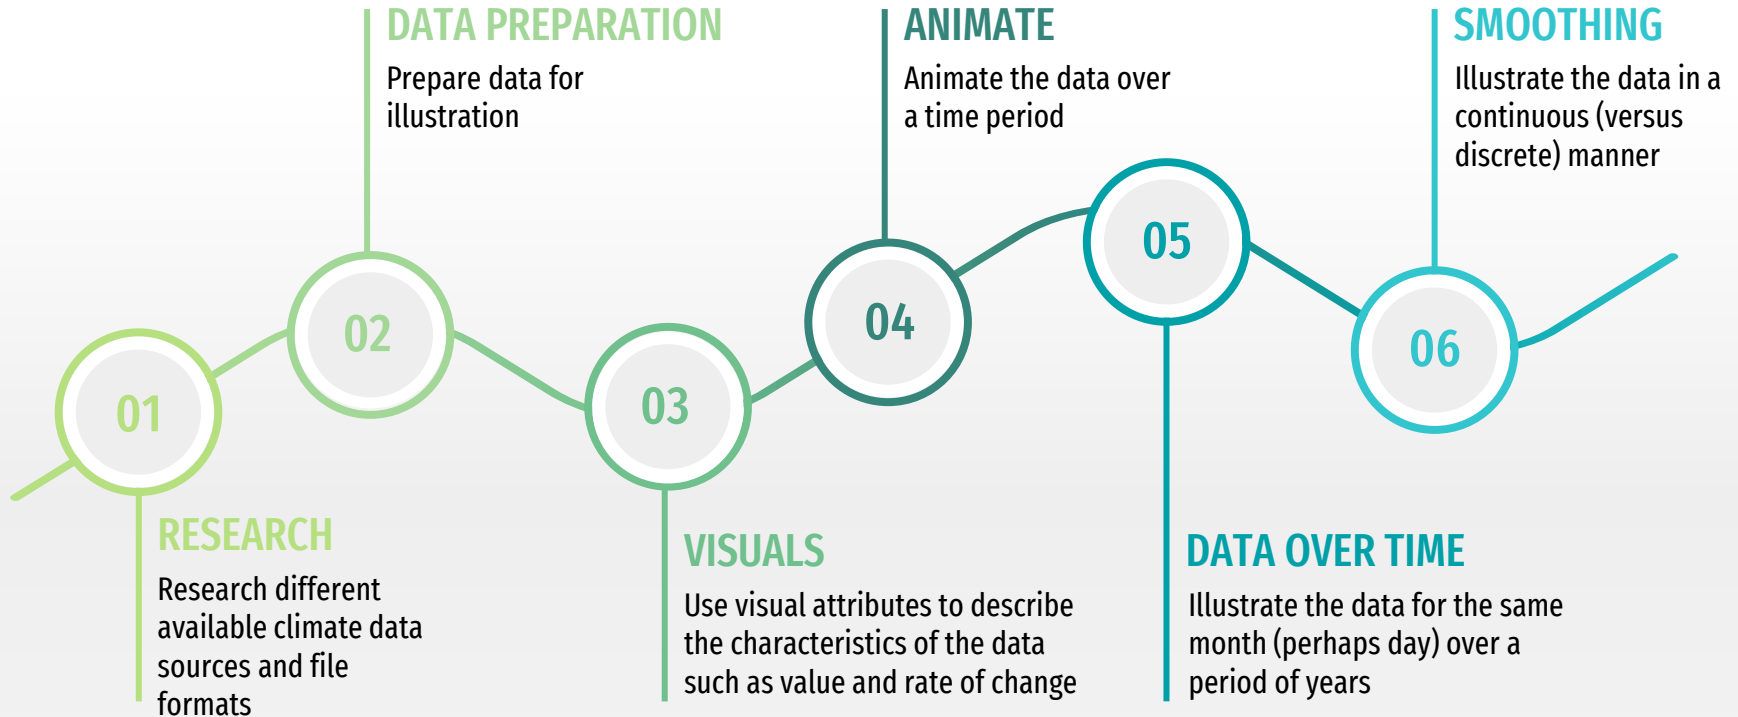 01
RESEARCH
Research different
available climate data
sources and file
formats
02
DATA PREPARATION
Prepare data for
illustration
03
VISUALS
Use visual attributes to describe
the characteristics of the data
such as value and rate of change
04
ANIMATE
Animate the data over
a time period
05
DATA OVER TIME
Illustrate the data for the same
month (perhaps day) over a
period of years
06
SMOOTHING
Illustrate the data in a
continuous (versus
discrete) manner